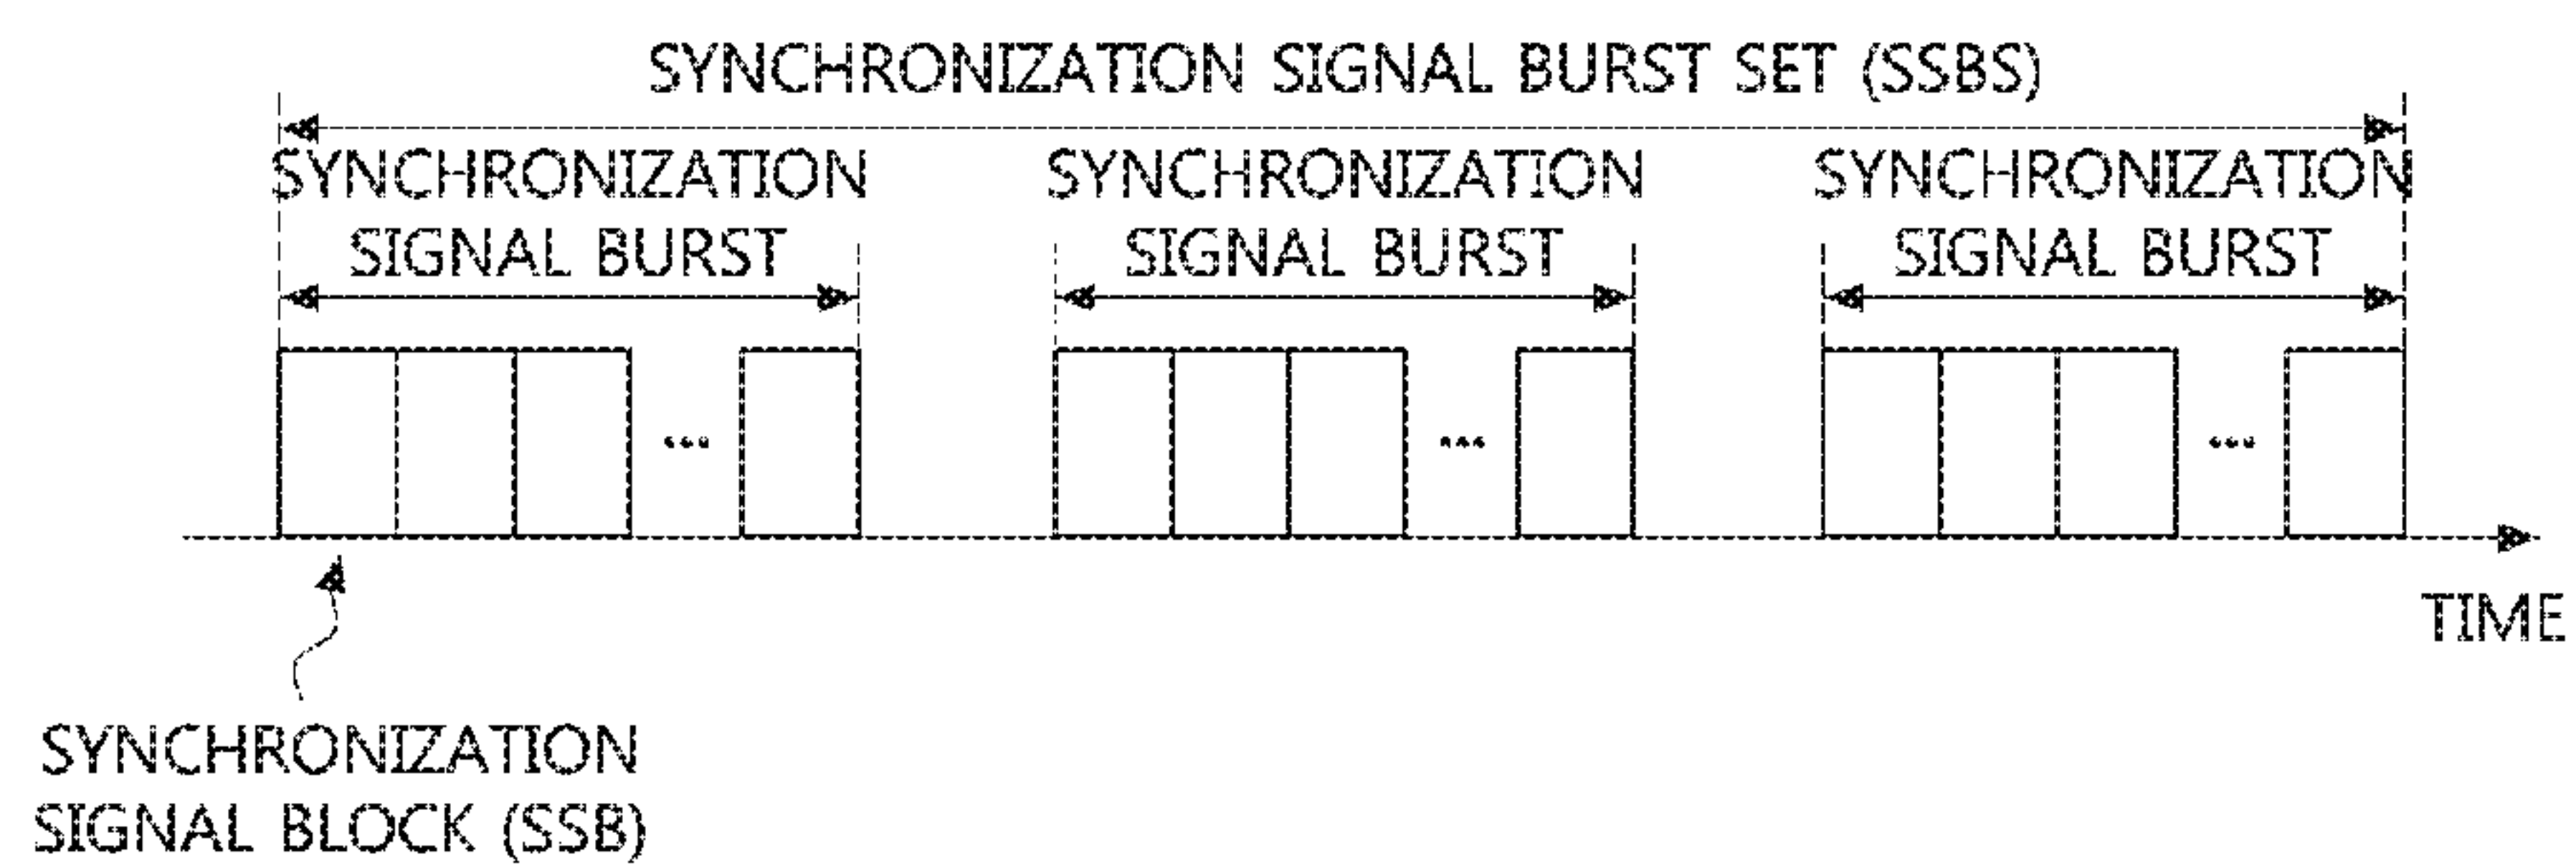 SYNCHRONIZATION SIGNAL BURST SET (SSBS)
SYNCHRONIZATION
SIGNAL BURST
SYNCHRONIZATION
SIGNAL BURST
SYNCHRONIZATION
SIGNAL BURST
...
...
...
TIME
SYNCHRONIZATION
SIGNAL BLOCK (SSB)